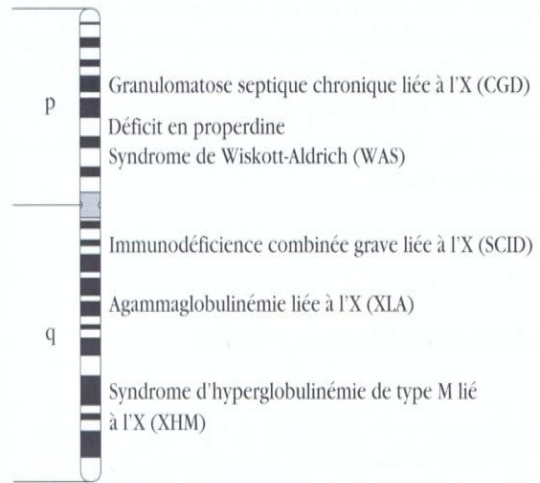 p
Granulomatose septique chronique liée à l'X (CGD)
Déficit en properdine
Syndrome de Wiskott-Aldrich (WAS)
Immunodéficience combinée grave liée à l'X (SCID)
Agammaglobulinémie liée à l'X (XLA)
q
Syndrome d'hyperglobulinémie de type M lié
à l'X (XHM)